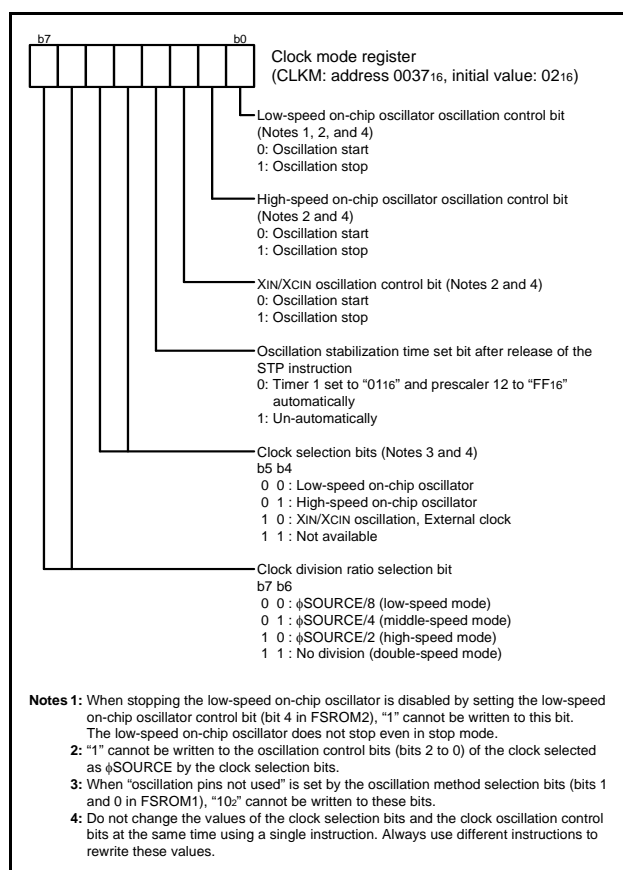 b7 b0
Clock mode register
(CLKM: address 003716, initial value: 0216)
Low-speed on-chip oscillator oscillation control bit
(Notes 1, 2, and 4)
0: Oscillation start
1: Oscillation stop
High-speed on-chip oscillator oscillation control bit
(Notes 2 and 4)
0: Oscillation start
1: Oscillation stop
XIN/XCIN oscillation control bit (Notes 2 and 4)
0: Oscillation start
1: Oscillation stop
Oscillation stabilization time set bit after release of the
STP instruction
0: Timer 1 set to “0116” and prescaler 12 to “FF16”
automatically
1: Un-automatically
Clock selection bits (Notes 3 and 4)
b5 b4
0 0 : Low-speed on-chip oscillator
0 1 : High-speed on-chip oscillator
1 0 : XIN/XCIN oscillation, External clock
1 1 : Not available
Clock division ratio selection bit
b7 b6
0 0 : ϕSOURCE/8 (low-speed mode)
0 1 : ϕSOURCE/4 (middle-speed mode)
1 0 : ϕSOURCE/2 (high-speed mode)
1 1 : No division (double-speed mode)
Notes 1: When stopping the low-speed on-chip oscillator is disabled by setting the low-speed
on-chip oscillator control bit (bit 4 in FSROM2), “1” cannot be written to this bit.
The low-speed on-chip oscillator does not stop even in stop mode.
2: “1” cannot be written to the oscillation control bits (bits 2 to 0) of the clock selected
as ϕSOURCE by the clock selection bits.
3: When “oscillation pins not used” is set by the oscillation method selection bits (bits 1
and 0 in FSROM1), “102” cannot be written to these bits.
4: Do not change the values of the clock selection bits and the clock oscillation control
bits at the same time using a single instruction. Always use different instructions to
rewrite these values.